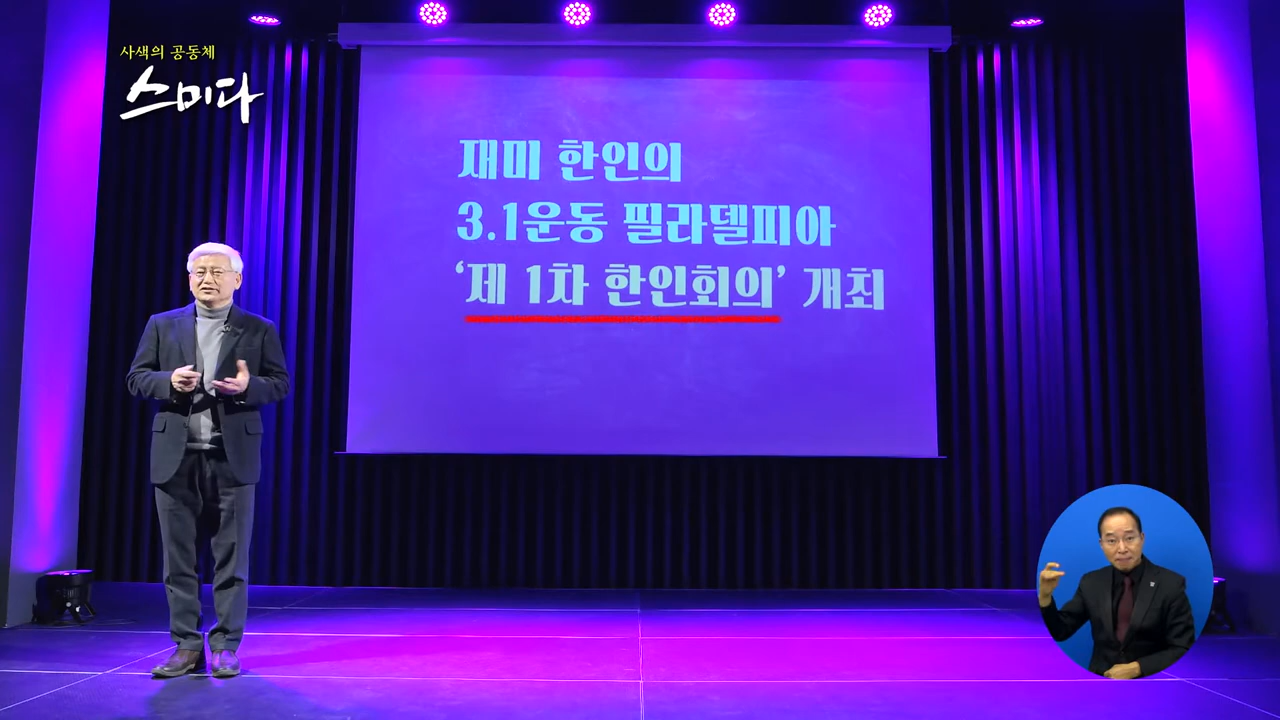 사색의 공동체
스미다
재미 한인의
3.1운동 필라델피아
‘제 1차 한인회의’ 개최